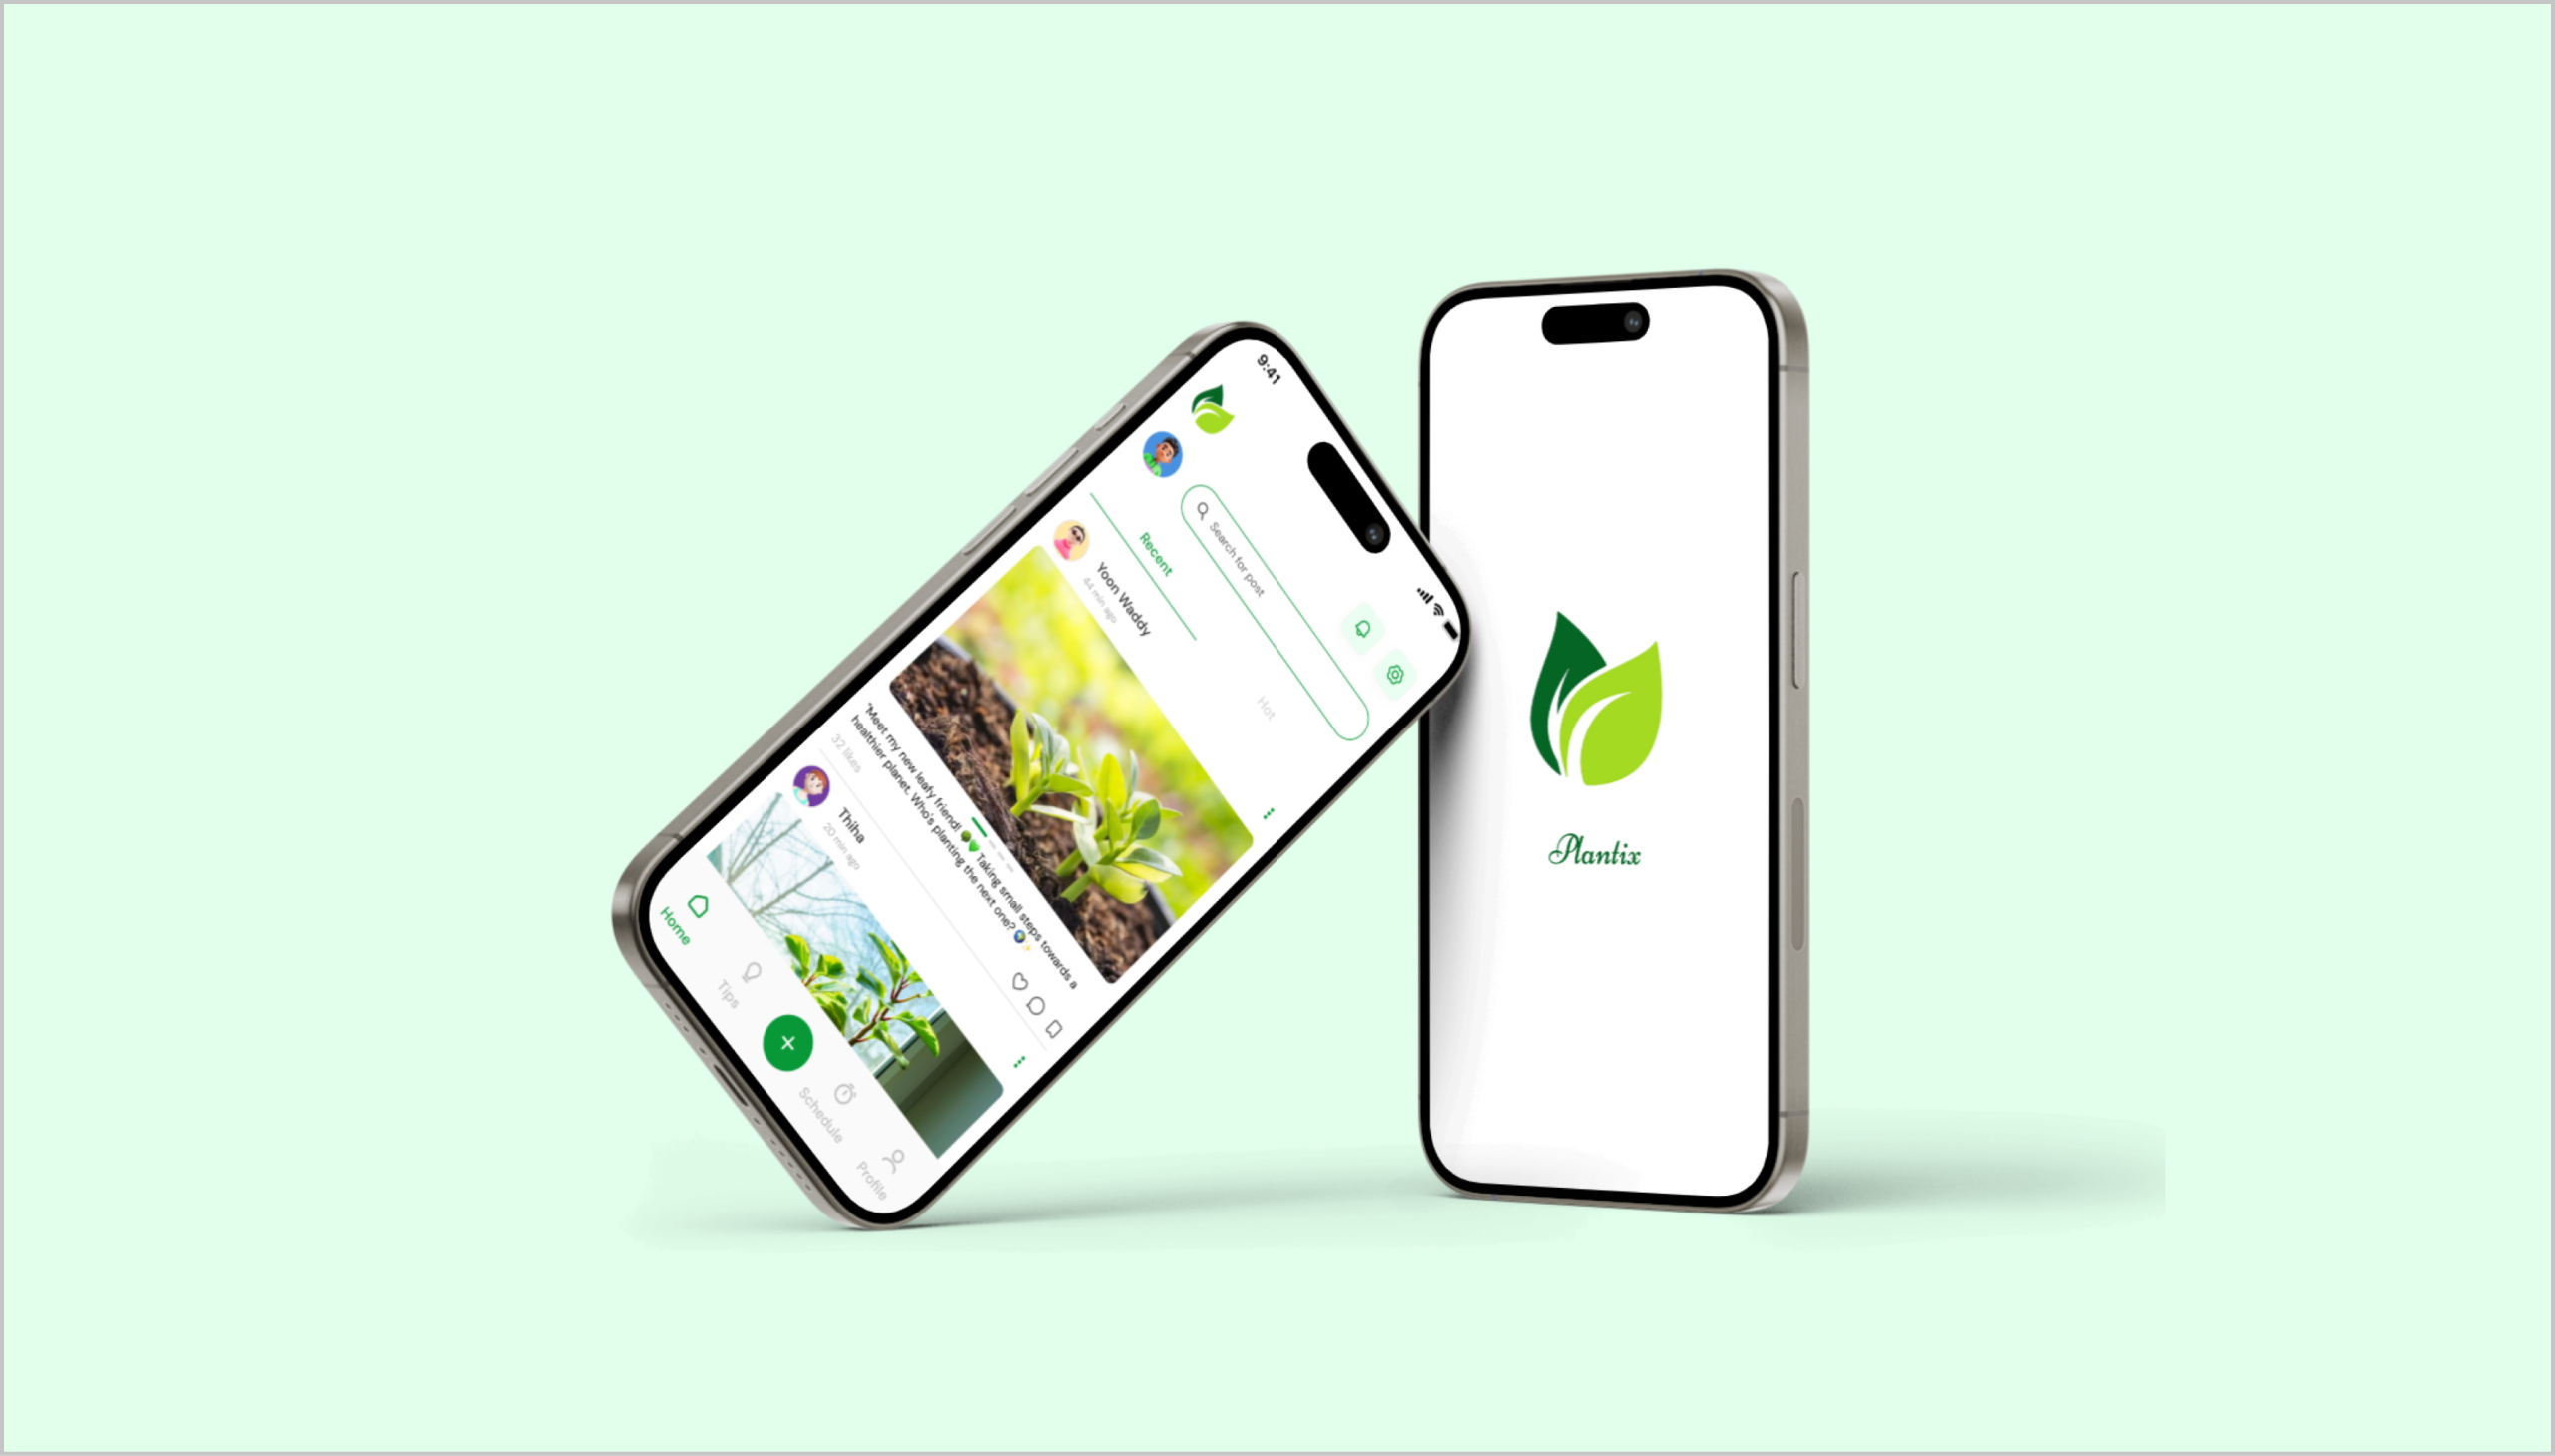 9:41
Search for post
Recent
Hot
Yoon Waddy
44 min ago
"Meet my new leafy friend! 🌳💚 Taking small steps towards a
healthier planet. Who's planting the next one? 🌍✨
32 likes
Thiha
20 min ago
Home
Tips
Schedule
Profile
Plantix